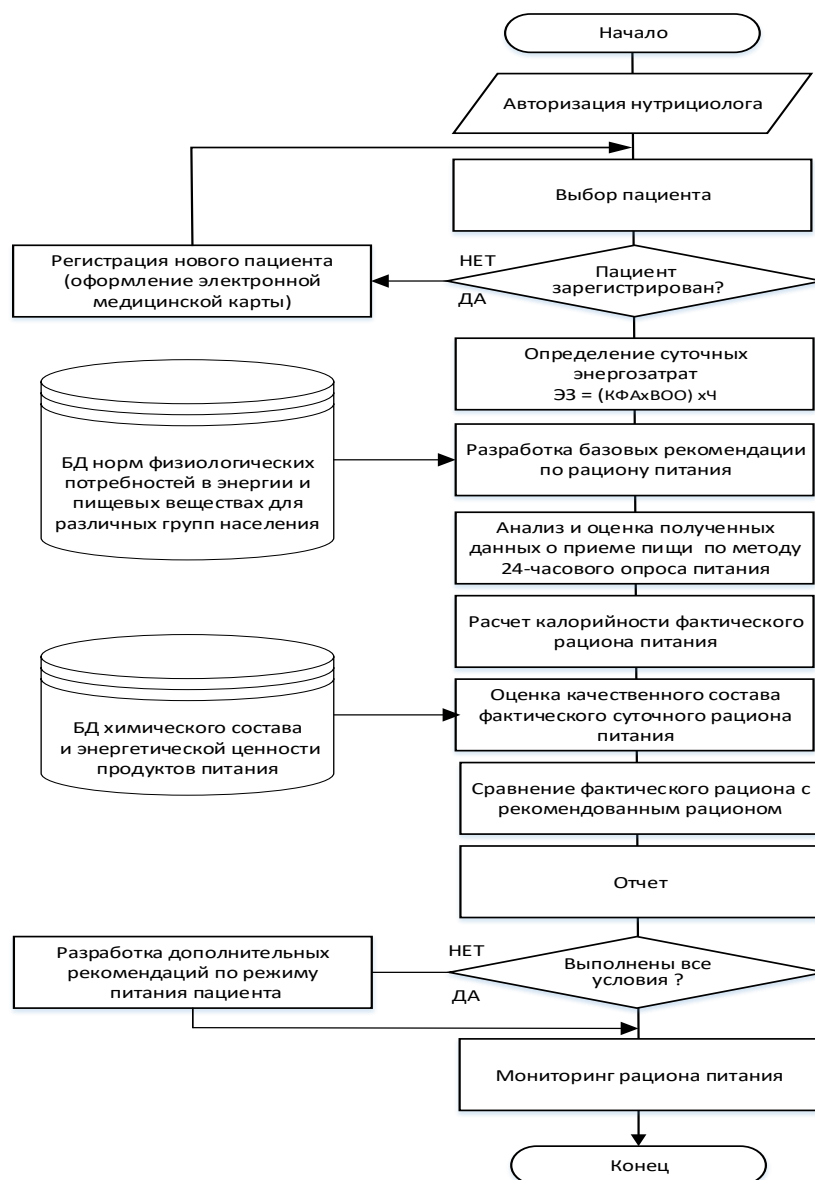 Начало
Авторизация нутрициолога
Выбор пациента
Регистрация нового пациента
(оформление электронной
медицинской карты)
НЕТ
ДА
Пациент
зарегистрирован?
Определение суточных
энергозатрат
ЭЗ = (КФАхВОО) хЧ
БД норм физиологических
потребностей в энергии и
пищевых веществах для
различных групп населения
Разработка базовых рекомендации
по рациону питания
Анализ и оценка полученных
данных о приеме пищи по методу
24-часового опроса питания
Расчет калорийности фактического
рациона питания
БД химического состава
и энергетической ценности
продуктов питания
Оценка качественного состава
фактического суточного рациона
питания
Сравнение фактического рациона с
рекомендованным рационом
Отчет
Разработка дополнительных
рекомендаций по режиму
питания пациента
НЕТ
ДА
Выполнены все
условия ?
Мониторинг рациона питания
Конец